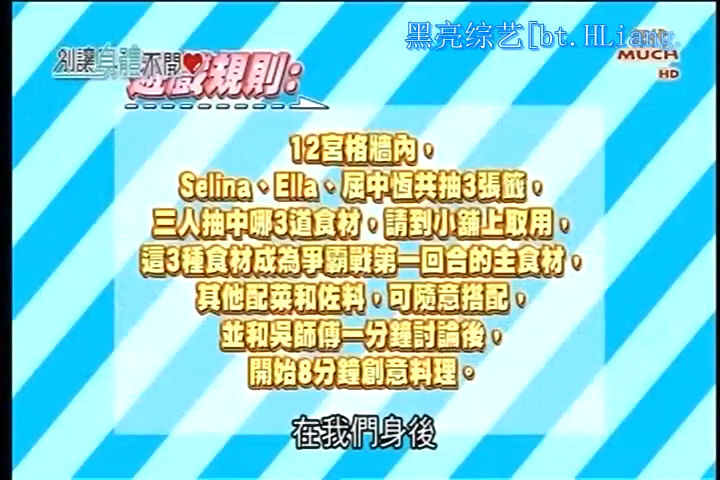 黑亮综艺[bt.HLiang.
MUCH
HD
別讓身體不開
遊戲規則:
12宮格牆內，
Selina、Ella、屈中恆共抽3張籤，
三人抽中哪3道食材，請到小舖上取用，
這3種食材成為爭霸戰第一回合的主食材，
其他配菜和佐料，可隨意搭配，
並和吳師傅一分鐘討論後，
開始8分鐘創意料理。
在我們身後